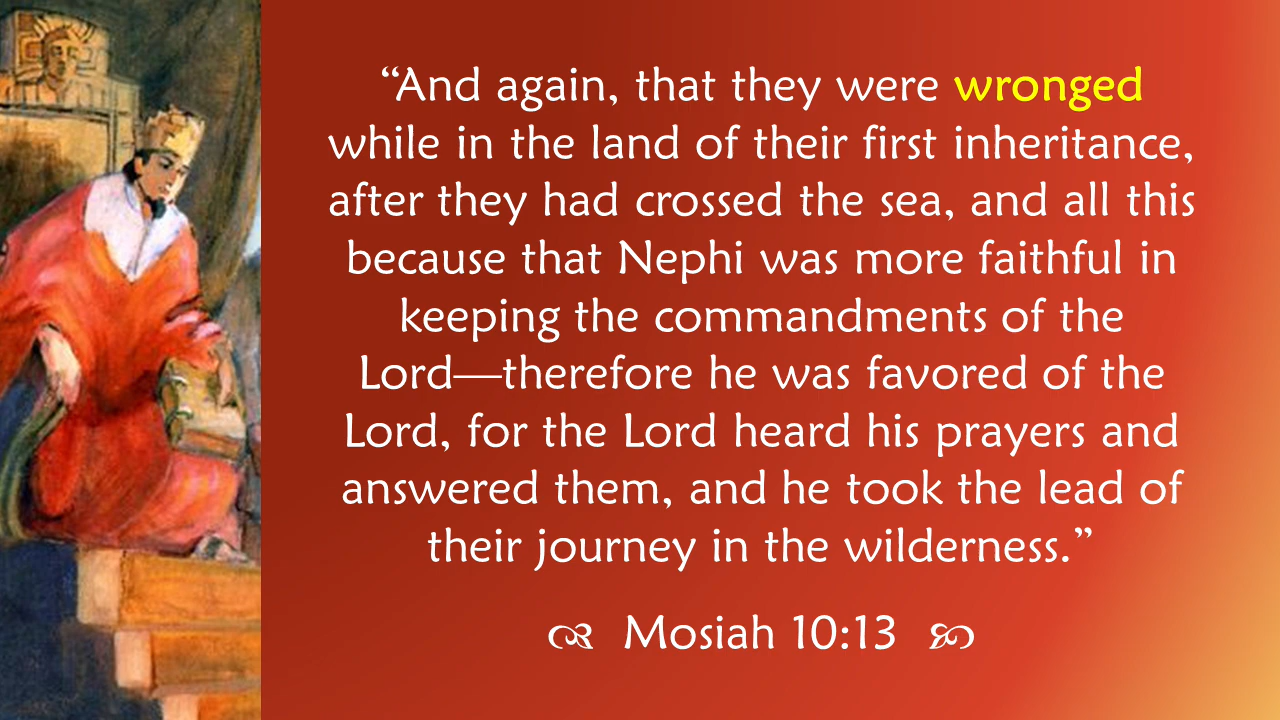 “And again, that they were wronged
while in the land of their first inheritance,
after they had crossed the sea, and all this
because that Nephi was more faithful in
keeping the commandments of the
Lord—therefore he was favored of the
Lord, for the Lord heard his prayers and
answered them, and he took the lead of
their journey in the wilderness.”
Mosiah 10:13